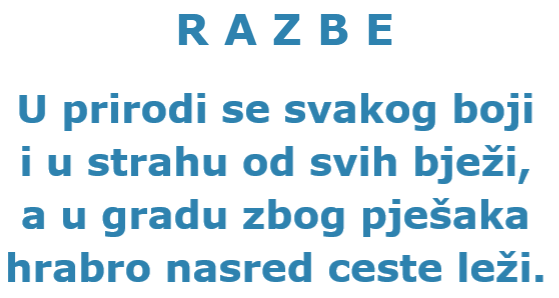 R A Z B E
U prirodi se svakog boji
i u strahu od svih bježi,
a u gradu zbog pješaka
hrabro nasred ceste leži.